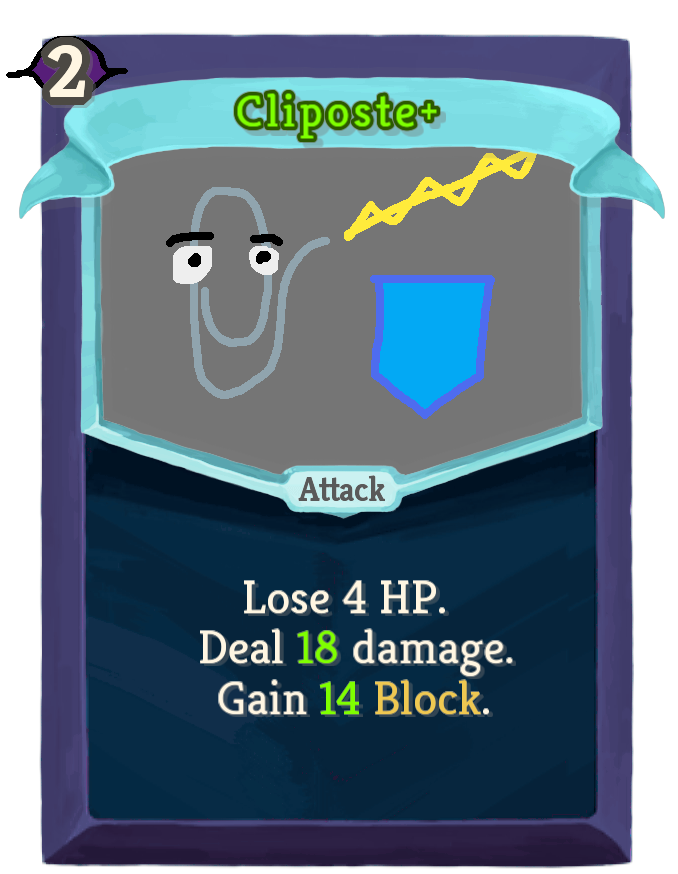 2
Cliposte+
Attack
Lose 4 HP.
Deal 18 damage.
Gain 14 Block.